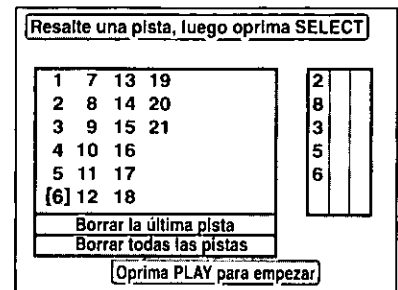 Resalte una pista, luego oprima SELECT
1 7 13 19 2
2 8 14 20 8
3 9 15 21 3
4 10 16 5
5 11 17 6
[6] 12 18
Borrar la última pista
Borrar todas las pistas
Oprima PLAY para empezar